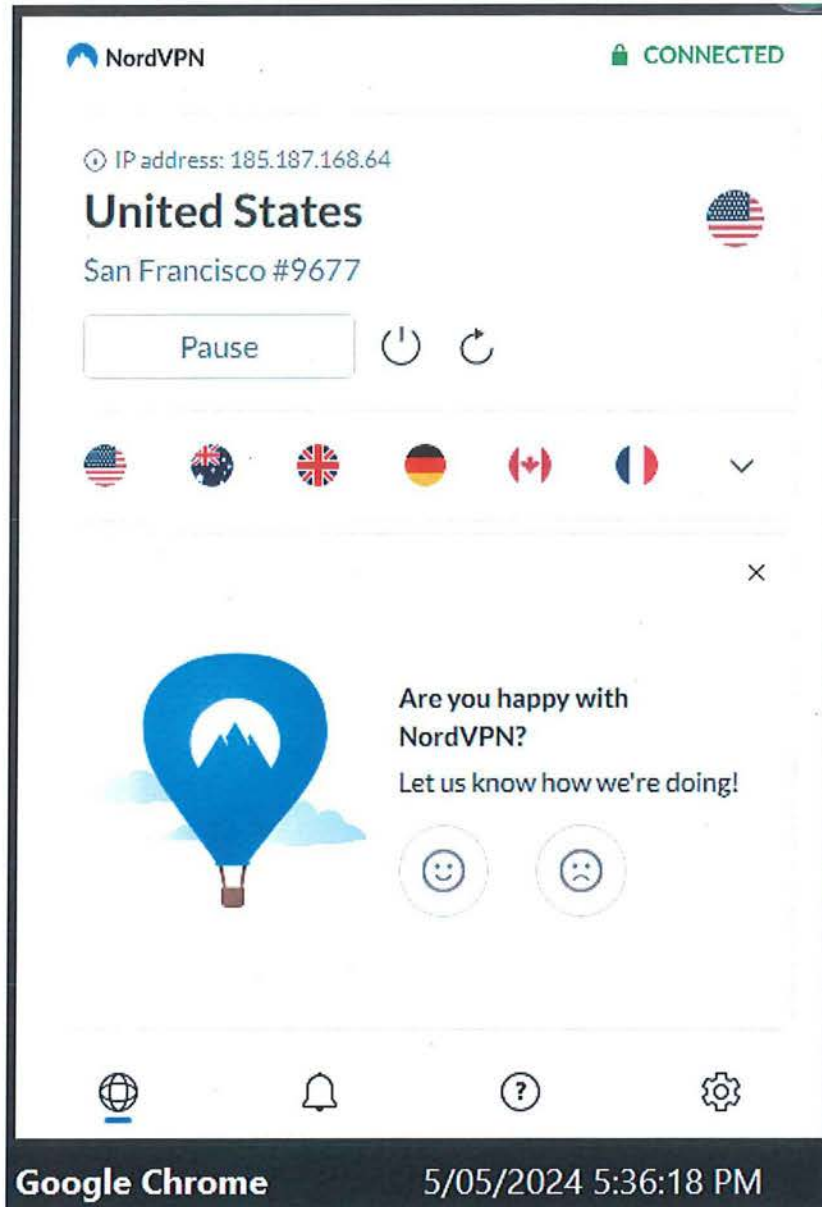 NordVPN
CONNECTED
IP address: 185.187.168.64
United States
San Francisco #9677
Pause
Are you happy with
NordVPN?
Let us know how we're doing!
Google Chrome 5/05/2024 5:36:18 PM